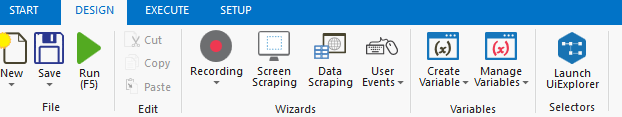 START DESIGN EXECUTE SETUP
New Save Run (F5)
Cut
Copy
Paste
Recording Screen Scraping Data Scraping User Events
Create Variable Manage Variables
Launch UiExplorer
File Edit Wizards Variables Selectors
(x) (x)